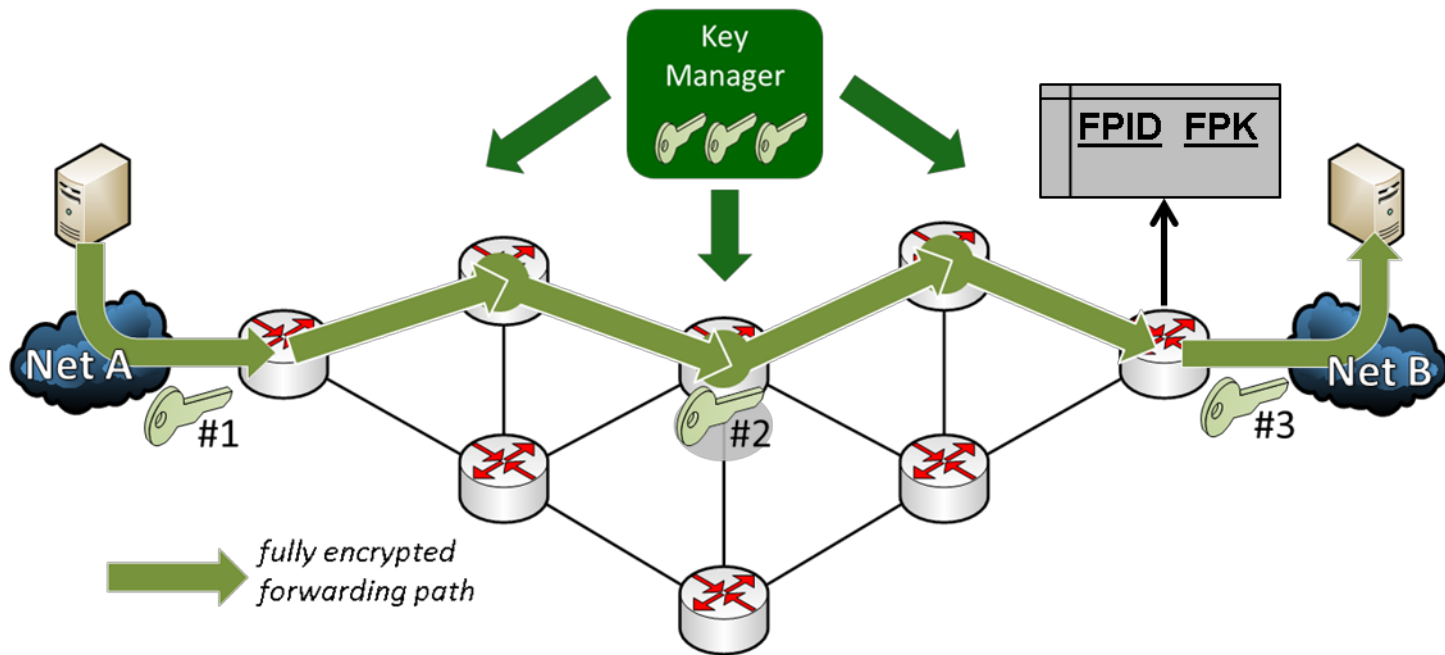 Key
Manager
FPID FPK
Net A
Net B
#1
#2
#3
fully encrypted
forwarding path